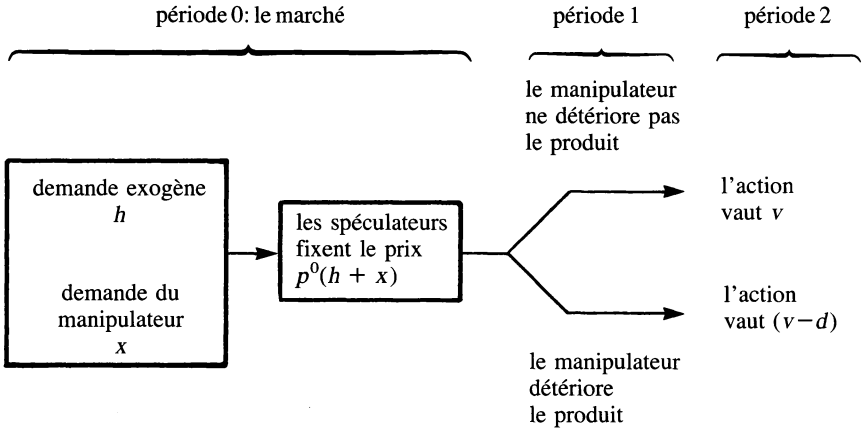 période 0: le marché
période 1
période 2
le manipulateur
ne détériore pas
le produit
demande exogène
h
demande du
manipulateur
x
les spéculateurs
fixent le prix
p⁰(h + x)
l'action
vaut v
l'action
vaut (v−d)
le manipulateur
détériore
le produit